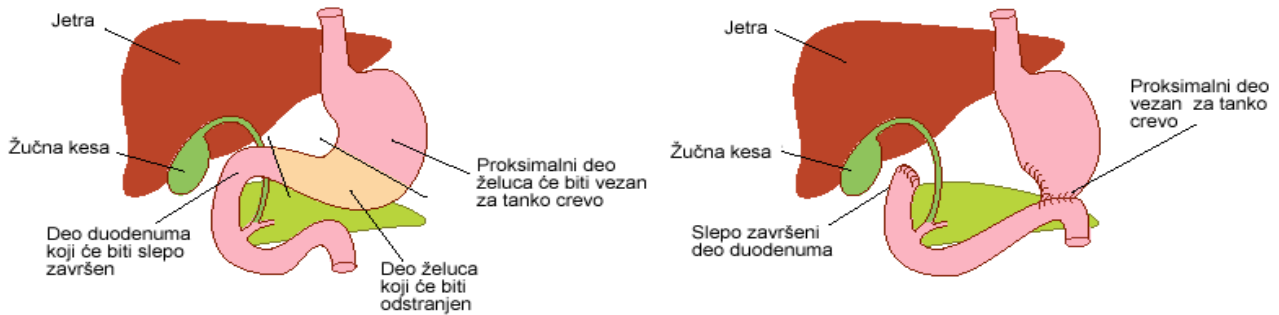 Jetra
Žučna kesa
Proksimalni deo
želuca će biti vezan
za tanko crevo
Deo duodenuma
koji će biti slepo
završen
Deo želuca
koji će biti
odstranjen
Jetra
Proksimalni deo
vezan za tanko
crevo
Žučna kesa
Slepo završeni
deo duodenuma